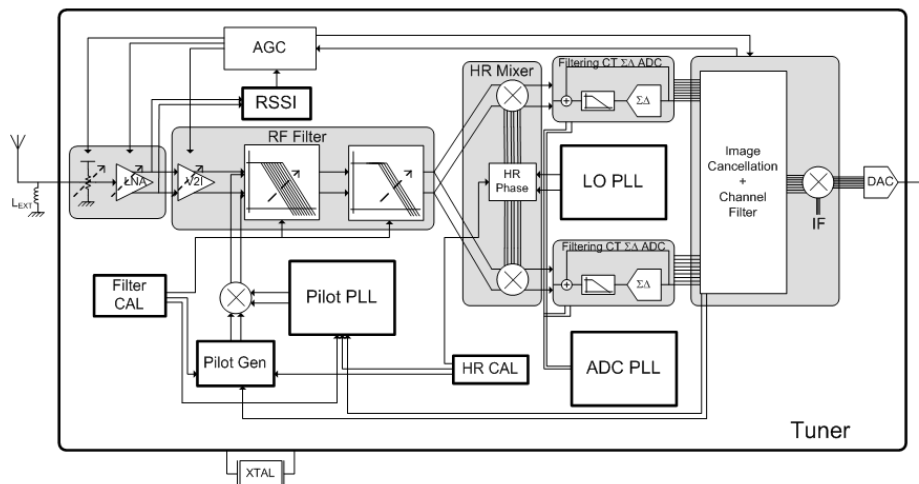 AGC
RSSI
RF Filter
LNA
V2I
HR Mixer
HR
Phase
Filtering CT ΣΔ ADC
ΣΔ
LO PLL
Filtering CT ΣΔ ADC
ΣΔ
Image
Cancellation
+
Channel
Filter
IF
DAC
LEXT
Filter
CAL
Pilot PLL
Pilot Gen
HR CAL
ADC PLL
Tuner
XTAL